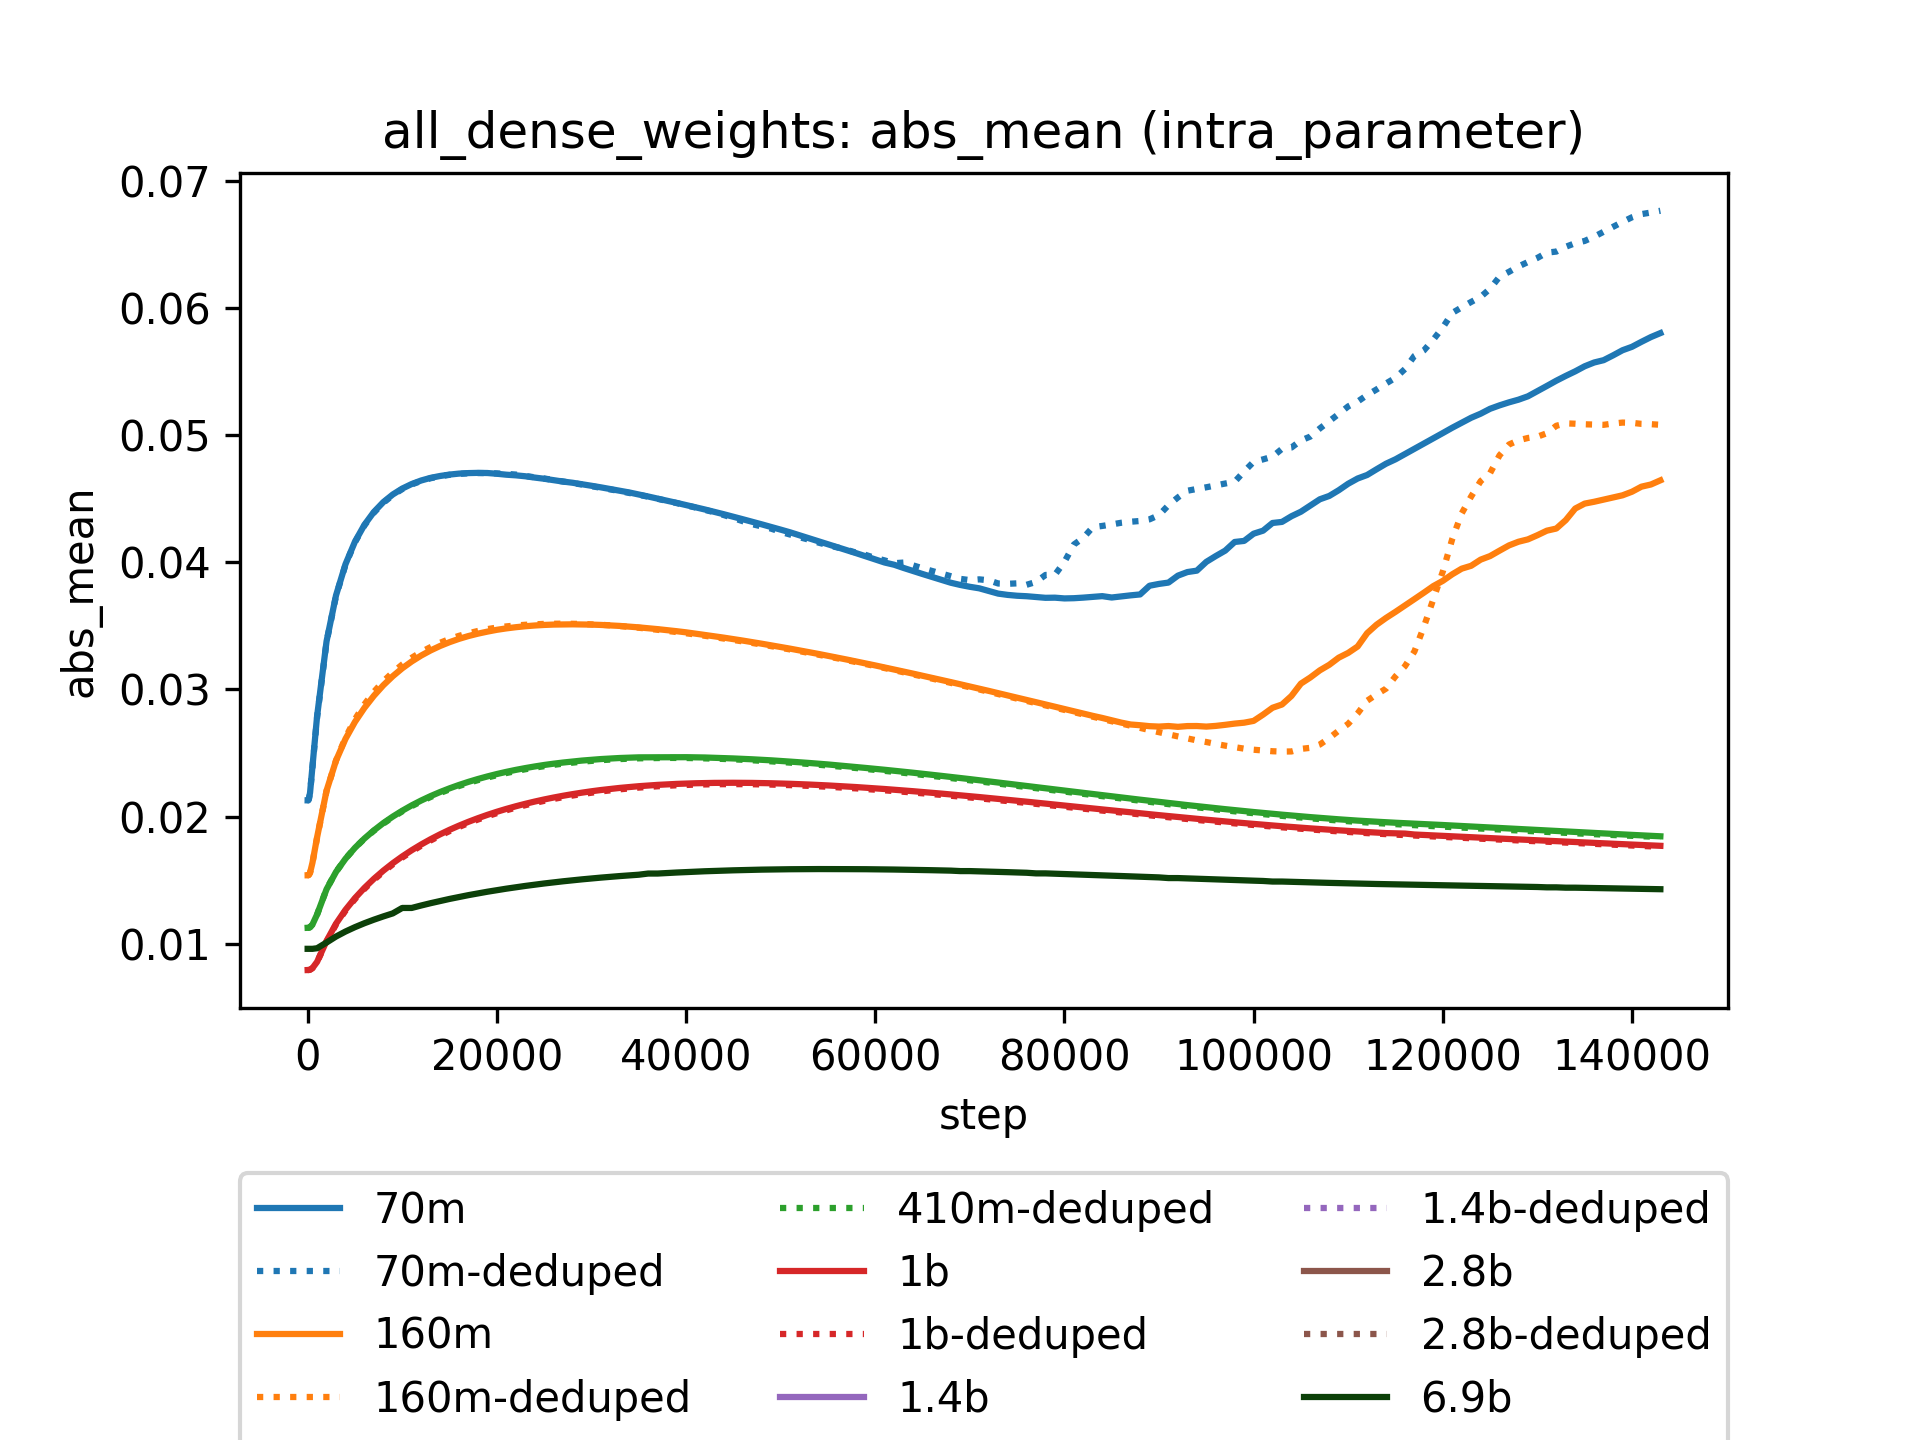 all_dense_weights: abs_mean (intra_parameter)
0.07
0.06
0.05
0.04
0.03
0.02
0.01
abs_mean
0 20000 40000 60000 80000 100000 120000 140000
step
70m 410m-deduped 1.4b-deduped
70m-deduped 1b 2.8b
160m 1b-deduped 2.8b-deduped
160m-deduped 1.4b 6.9b